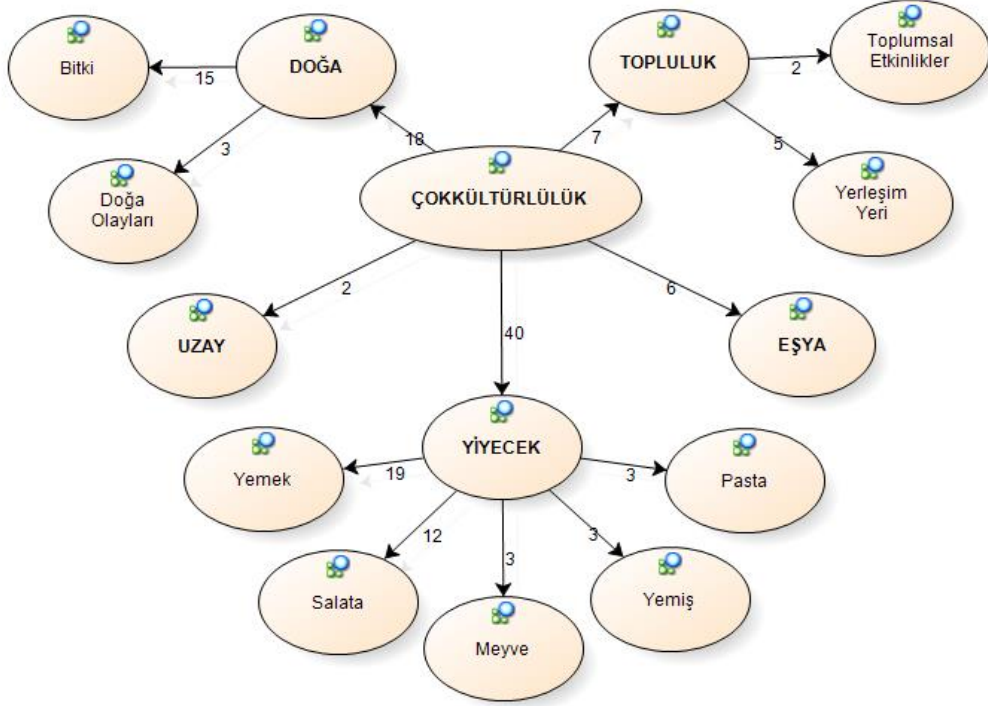 Bitki
15
DOĞA
TOPLULUK
2
Toplumsal
Etkinlikler
3
18
7
5
Doğa
Olayları
ÇOKKÜLTÜRLÜLÜK
Yerleşim
Yeri
2
6
UZAY
40
EŞYA
YİYECEK
Yemek
19
3
Pasta
12
3
3
Salata
Yemiş
Meyve